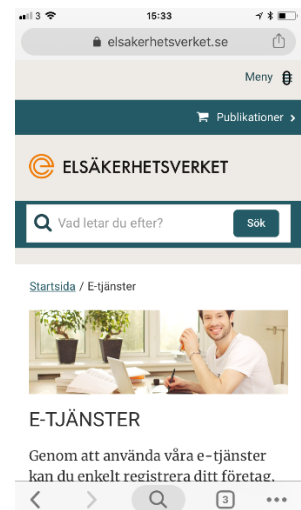 3 15:33
elsakerhetsverket.se
Meny
Publikationer >
ELSÄKERHETSVERKET
Vad letar du efter? Sök
Startsida / E-tjänster
E-TJÄNSTER
Genom att använda våra e-tjänster
kan du enkelt registrera ditt företag,
3